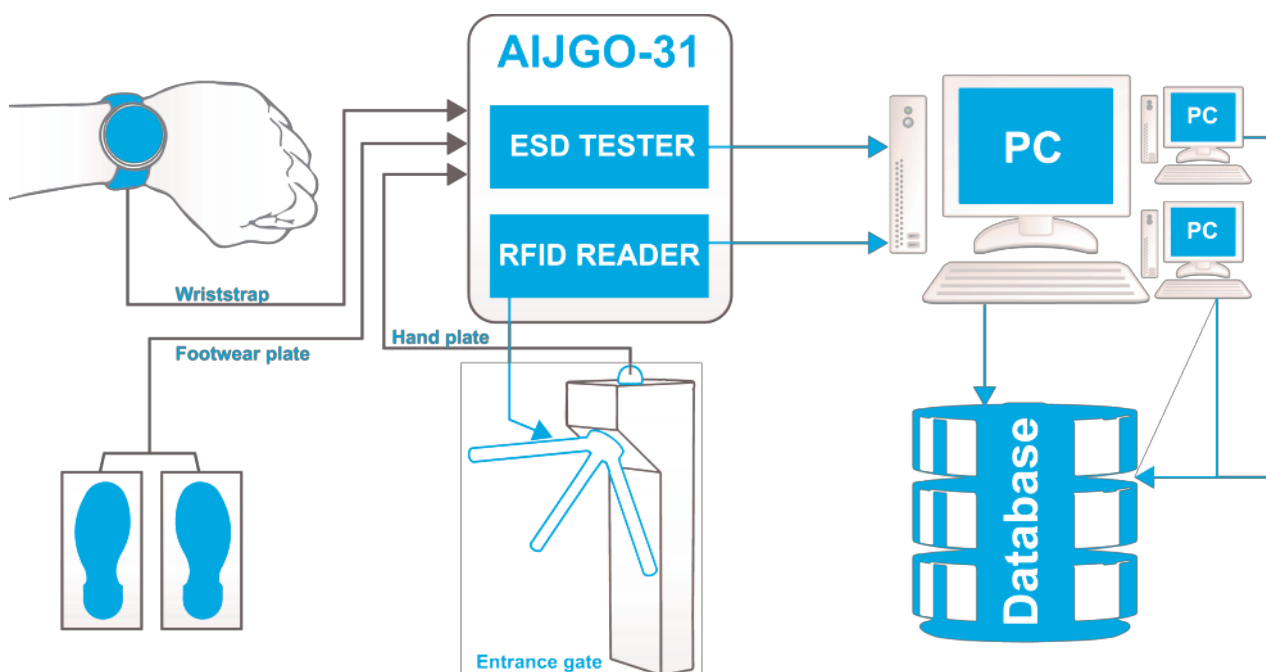 AIJGO-31
ESD TESTER
RFID READER
PC
PC
PC
Wriststrap
Footwear plate
Hand plate
Database
Entrance gate